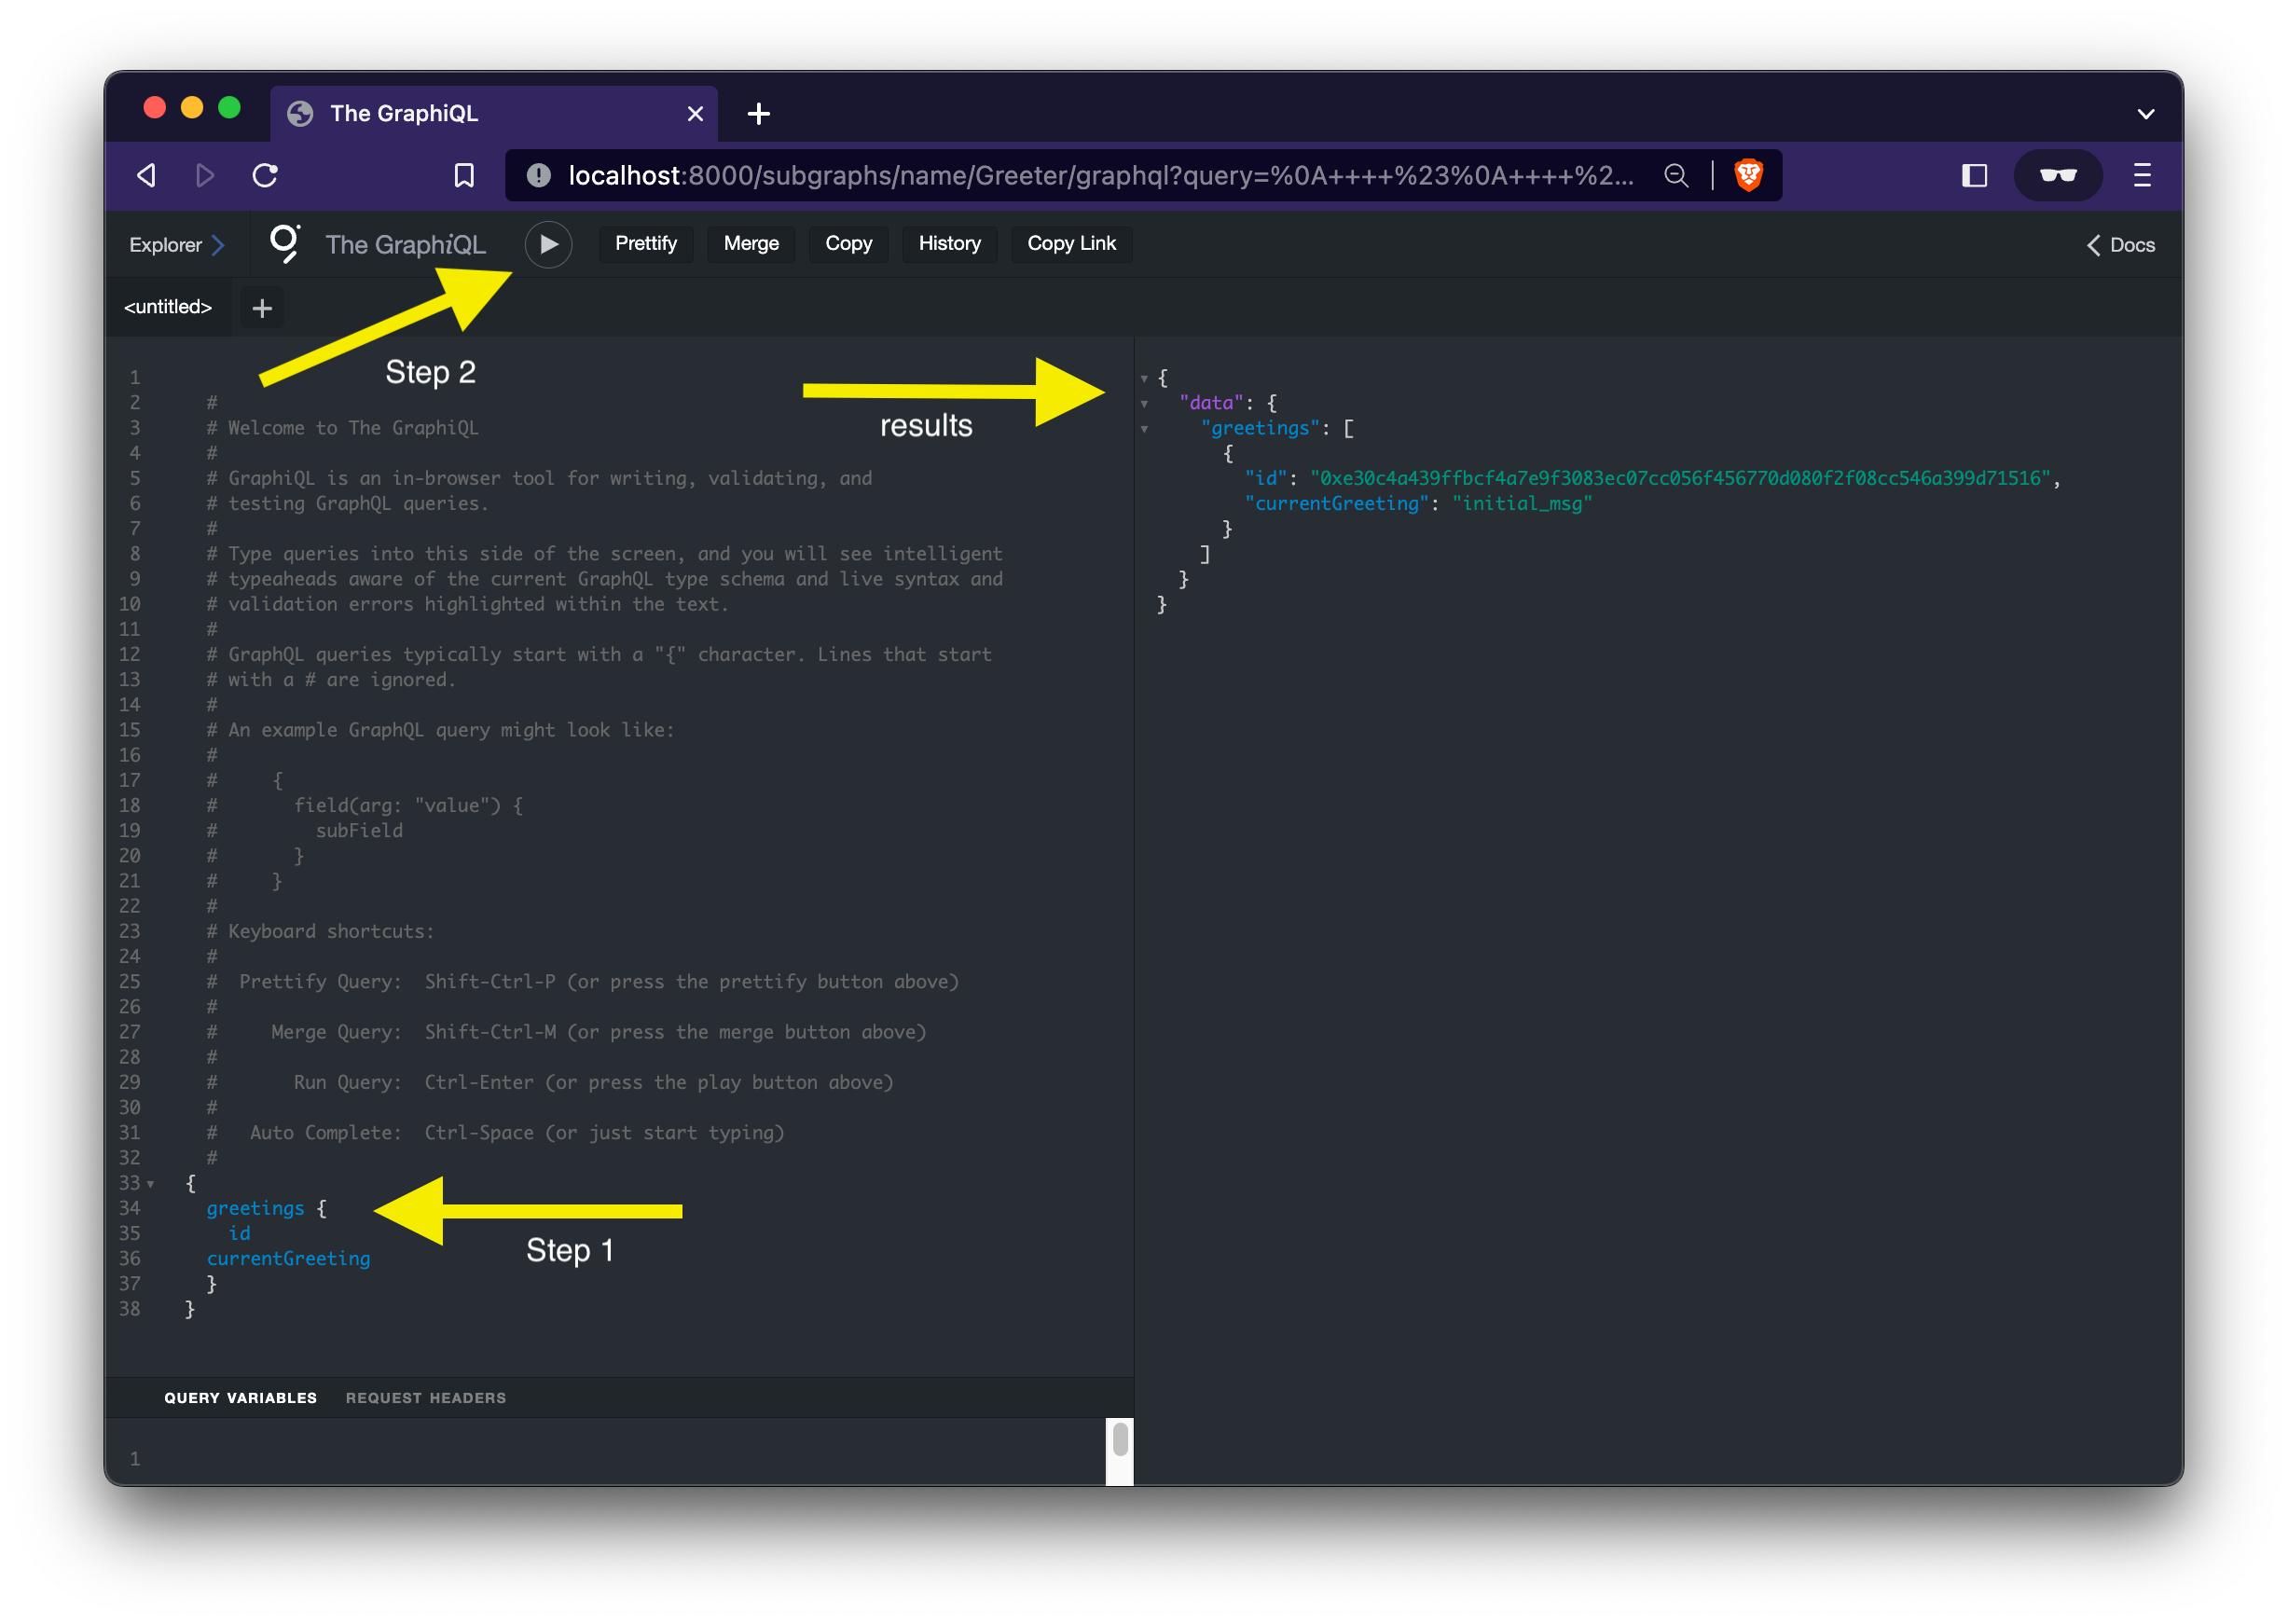 The GraphiQL
localhost:8000/subgraphs/name/Greeter/graphql?query=%0A++++%23%0A++++%2...
Explorer
The GraphiQL
Prettify
Merge
Copy
History
Copy Link
Docs
<untitled>
Step 2
results
1
2 #
3 # Welcome to The GraphiQL
4 #
5 # GraphiQL is an in-browser tool for writing, validating, and
6 # testing GraphQL queries.
7 #
8 # Type queries into this side of the screen, and you will see intelligent
9 # typeaheads aware of the current GraphQL type schema and live syntax and
10 # validation errors highlighted within the text.
11 #
12 # GraphQL queries typically start with a "{" character. Lines that start
13 # with a # are ignored.
14 #
15 # An example GraphQL query might look like:
16 #
17 #     {
18 #       field(arg: "value") {
19 #         subField
20 #       }
21 #     }
22 #
23 # Keyboard shortcuts:
24 #
25 #  Prettify Query:  Shift-Ctrl-P (or press the prettify button above)
26 #
27 #     Merge Query:  Shift-Ctrl-M (or press the merge button above)
28 #
29 #       Run Query:  Ctrl-Enter (or press the play button above)
30 #
31 #   Auto Complete:  Ctrl-Space (or just start typing)
32 #
33 {
34 greetings {
35 id
36 currentGreeting
37 }
38 }
Step 1
QUERY VARIABLES
REQUEST HEADERS
1
{
"data": {
"greetings": [
{
"id": "0xe30c4a439ffbcf4a7e9f3083ec07cc056f456770d080f2f08cc546a399d71516",
"currentGreeting": "initial_msg"
}
]
}
}